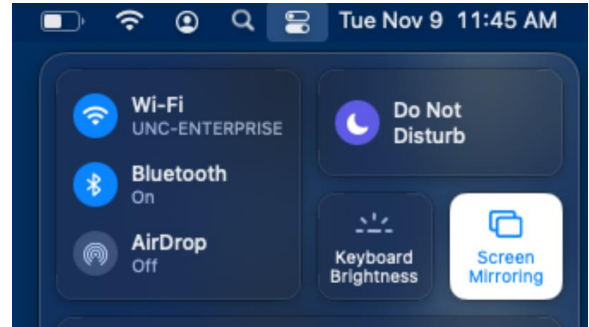 Tue Nov 9 11:45 AM
Wi-Fi
UNC-ENTERPRISE
Bluetooth
On
AirDrop
Off
Do Not
Disturb
Keyboard
Brightness
Screen
Mirroring